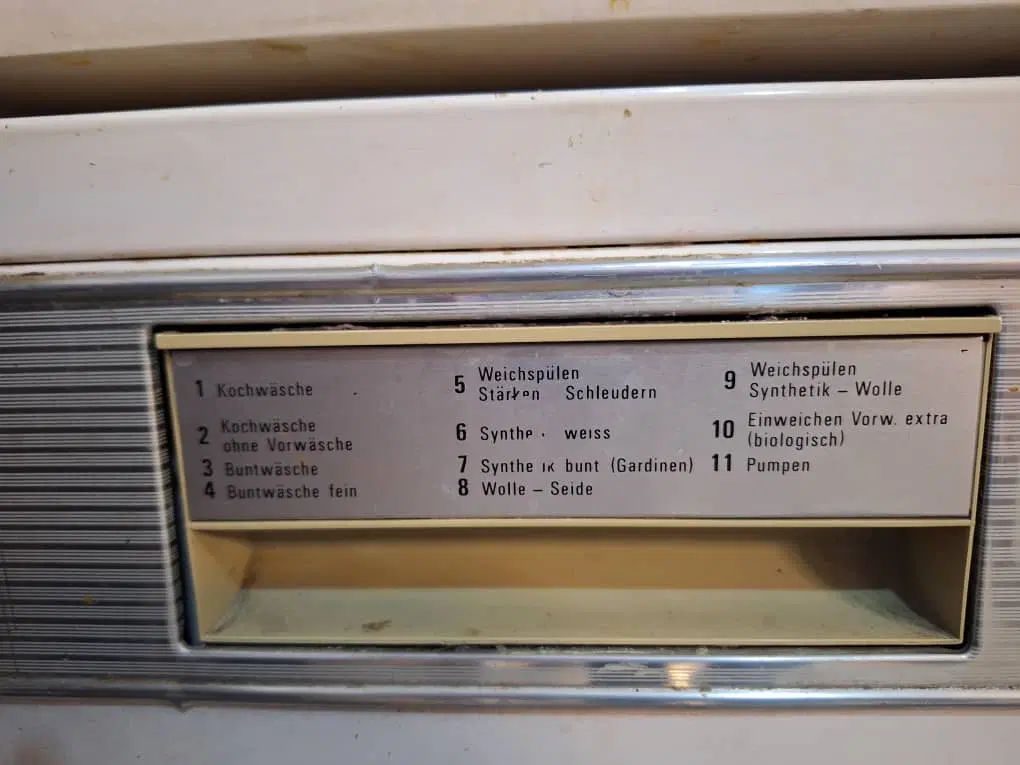 1 Kochwäsche
2 Kochwäsche
ohne Vorwäsche
3 Buntwäsche
4 Buntwäsche fein
5 Weichspülen
Stärken Schleudern
6 weiss
7 bunt (Gardinen)
8 Wolle – Seide
9 Weichspülen
Synthetik – Wolle
10 Einweichen Vorw. extra
(biologisch)
11 Pumpen